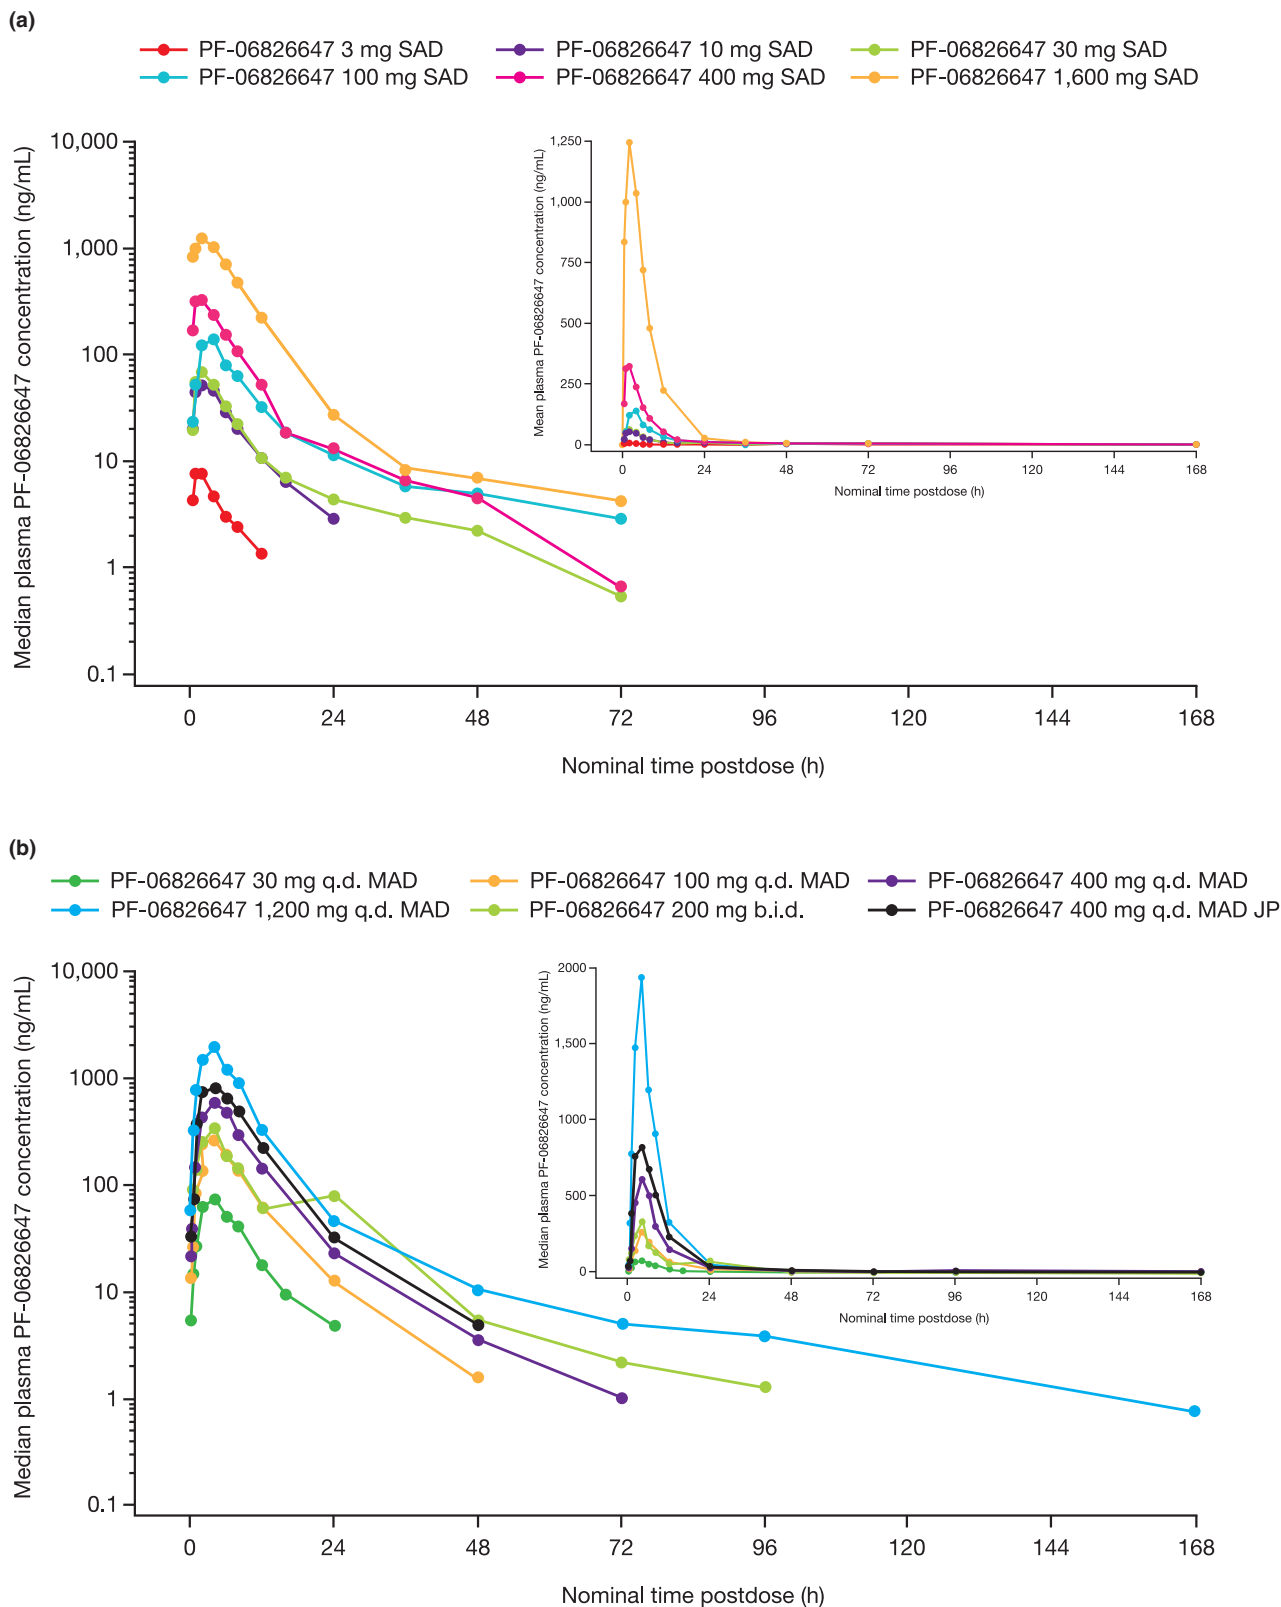 (a)
PF-06826647 3 mg SAD PF-06826647 10 mg SAD PF-06826647 30 mg SAD
PF-06826647 100 mg SAD PF-06826647 400 mg SAD PF-06826647 1,600 mg SAD
Median plasma PF-06826647 concentration (ng/mL)
10,000
1,000
100
10
1
0.1
0 24 48 72 96 120 144 168
Nominal time postdose (h)
Mean plasma PF-06826647 concentration (ng/mL)
1,250
1,000
750
500
250
0
0 24 48 72 96 120 144 168
Nominal time postdose (h)
(b)
PF-06826647 30 mg q.d. MAD PF-06826647 100 mg q.d. MAD PF-06826647 400 mg q.d. MAD
PF-06826647 1,200 mg q.d. MAD PF-06826647 200 mg b.i.d. PF-06826647 400 mg q.d. MAD JP
Median plasma PF-06826647 concentration (ng/mL)
10,000
1000
100
10
1
0.1
0 24 48 72 96 120 144 168
Nominal time postdose (h)
Median plasma PF-06826647 concentration (ng/mL)
2000
1,500
1,000
500
0
0 24 48 72 96 120 144 168
Nominal time postdose (h)